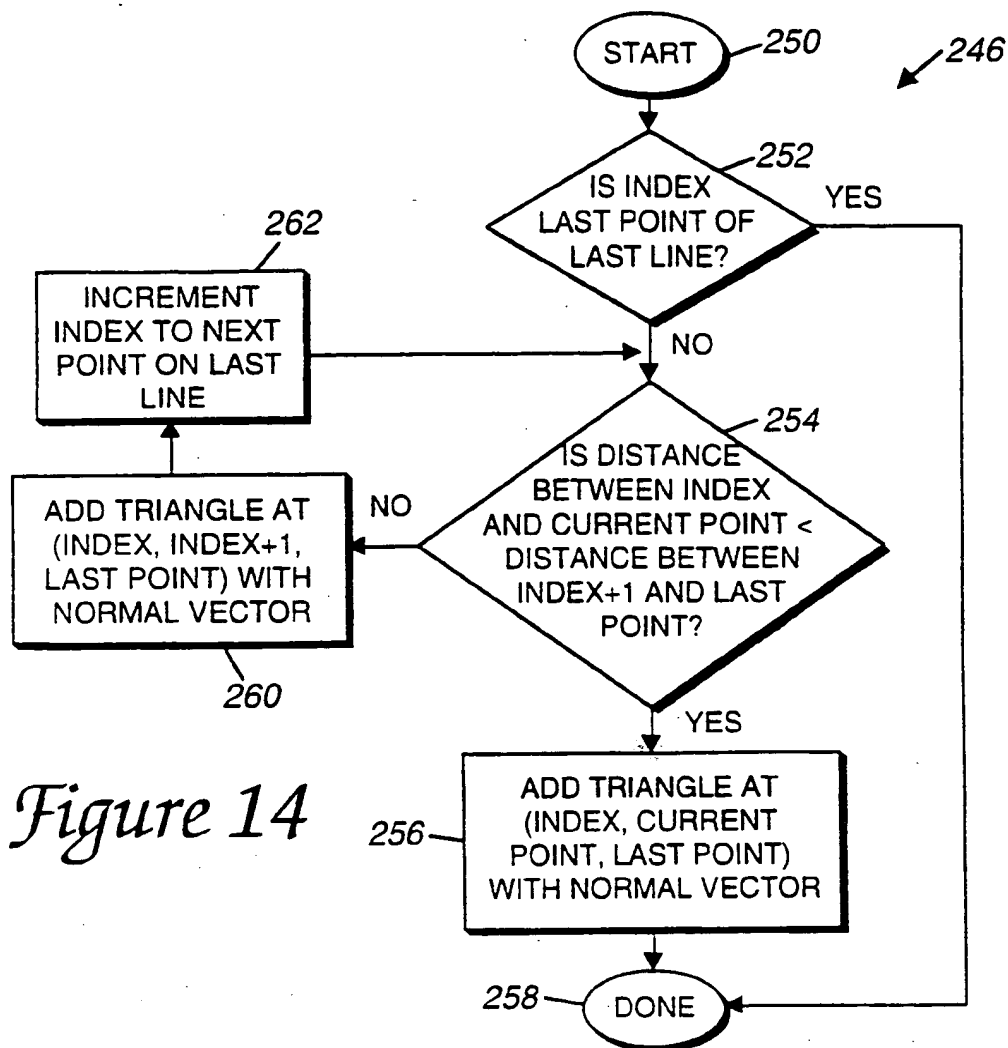 START
250
246
252
IS INDEX
LAST POINT OF
LAST LINE?
YES
262
INCREMENT
INDEX TO NEXT
POINT ON LAST
LINE
NO
254
IS DISTANCE
BETWEEN INDEX
AND CURRENT POINT <
DISTANCE BETWEEN
INDEX+1 AND LAST
POINT?
NO
ADD TRIANGLE AT
(INDEX, INDEX+1,
LAST POINT) WITH
NORMAL VECTOR
260
YES
Figure 14
256
ADD TRIANGLE AT
(INDEX, CURRENT
POINT, LAST POINT)
WITH NORMAL VECTOR
258
DONE